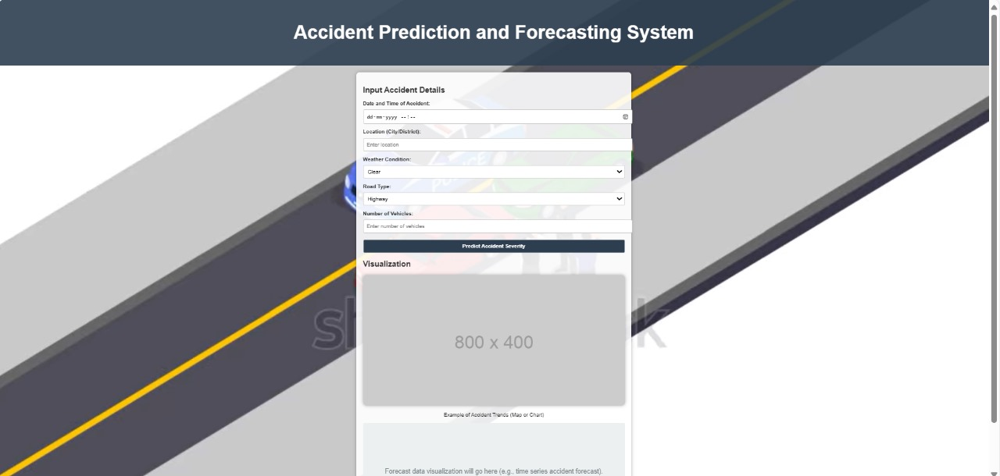 Accident Prediction and Forecasting System
Input Accident Details
Date and Time of Accident:
dd-mm-yyyy --:--
Location (City/District):
Enter location
Weather Condition:
Clear
POLICE
Road Type:
Highway
Number of Vehicles:
Enter number of vehicles
Predict Accident Severity
Visualization
sh k
800 x 400
Example of Accident Trends (Map or Chart)
Forecast data visualization will go here (e.g., time series accident forecast).